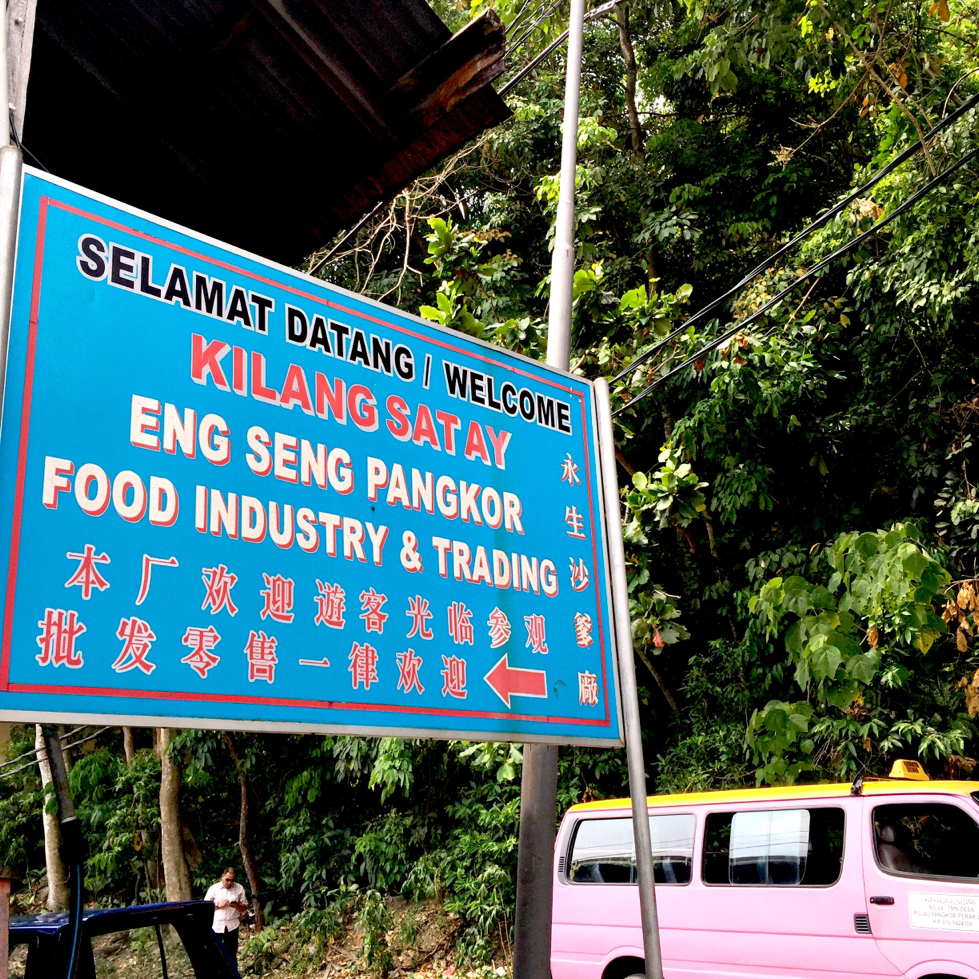 SELAMAT DATANG / WELCOME
KILANG SATAY
ENG SENG PANGKOR
FOOD INDUSTRY & TRADING
本厂欢迎遊客光临参观
批发零售一律欢迎
永生沙爹廠